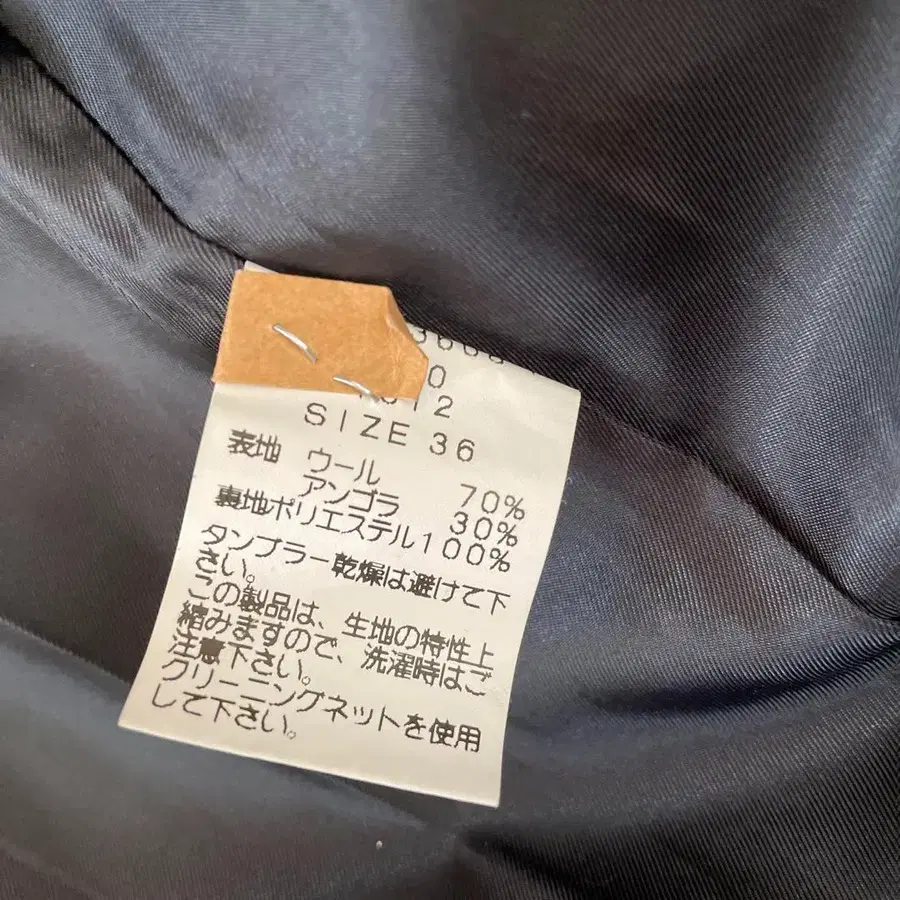 SIZE 36
表地 ウール 70%
アンゴラ 30%
裏地ポリエステル100%
タンブラー乾燥は避けて下
さい。
この製品は、生地の特性上
縮みますので、洗濯時はご
注意下さい。
クリーニングネットを使用
して下さい。